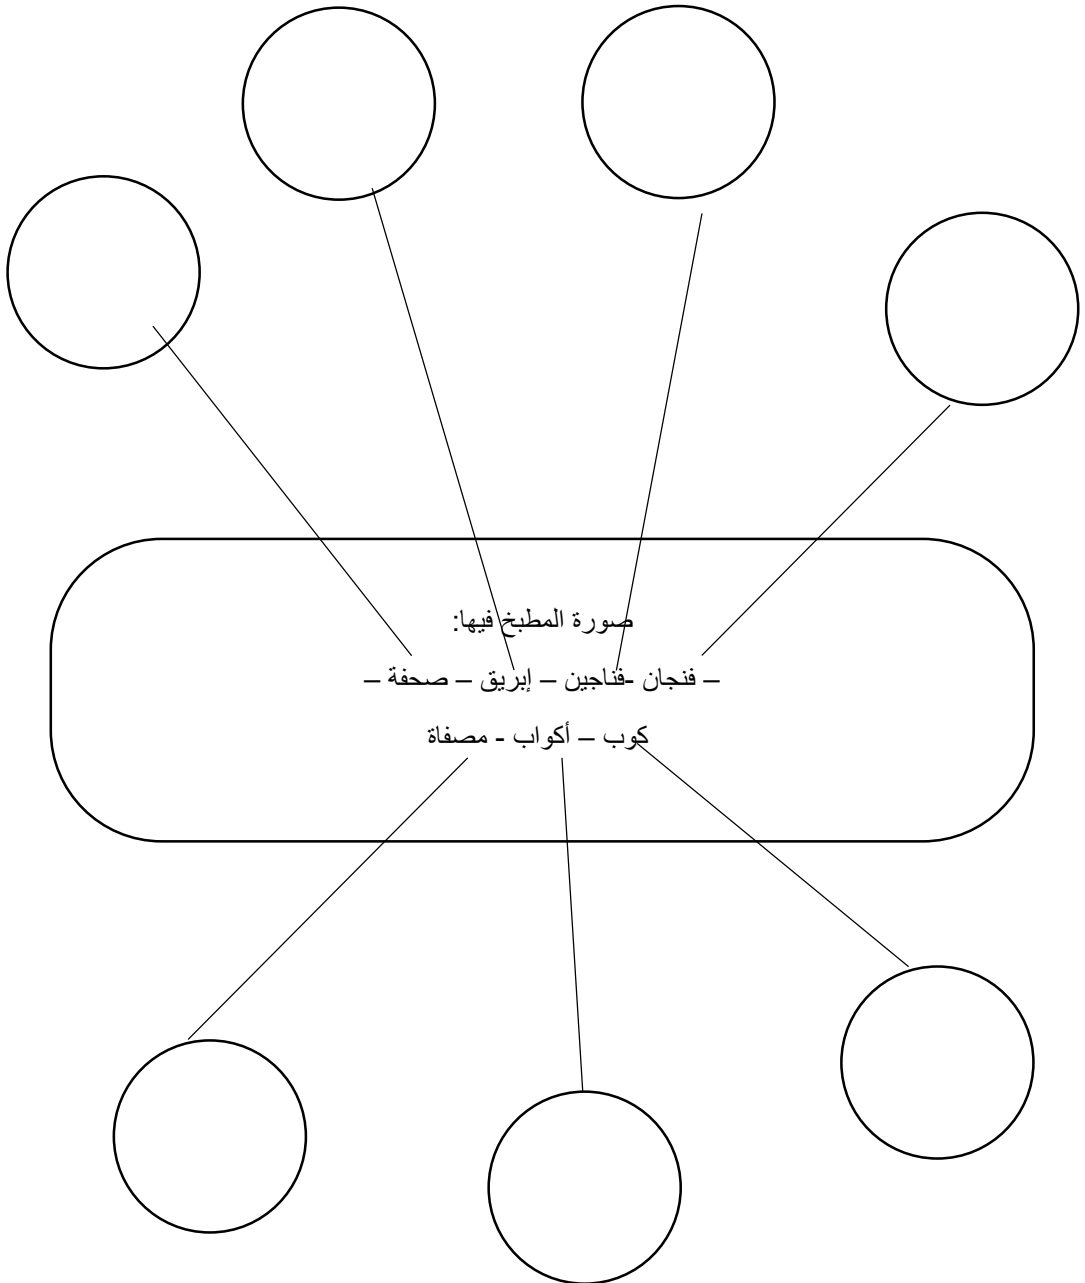 صورة المطبخ فيها:
– فنجان -فناجين – إبريق – صحفة –
كوب – أكواب - مصفاة